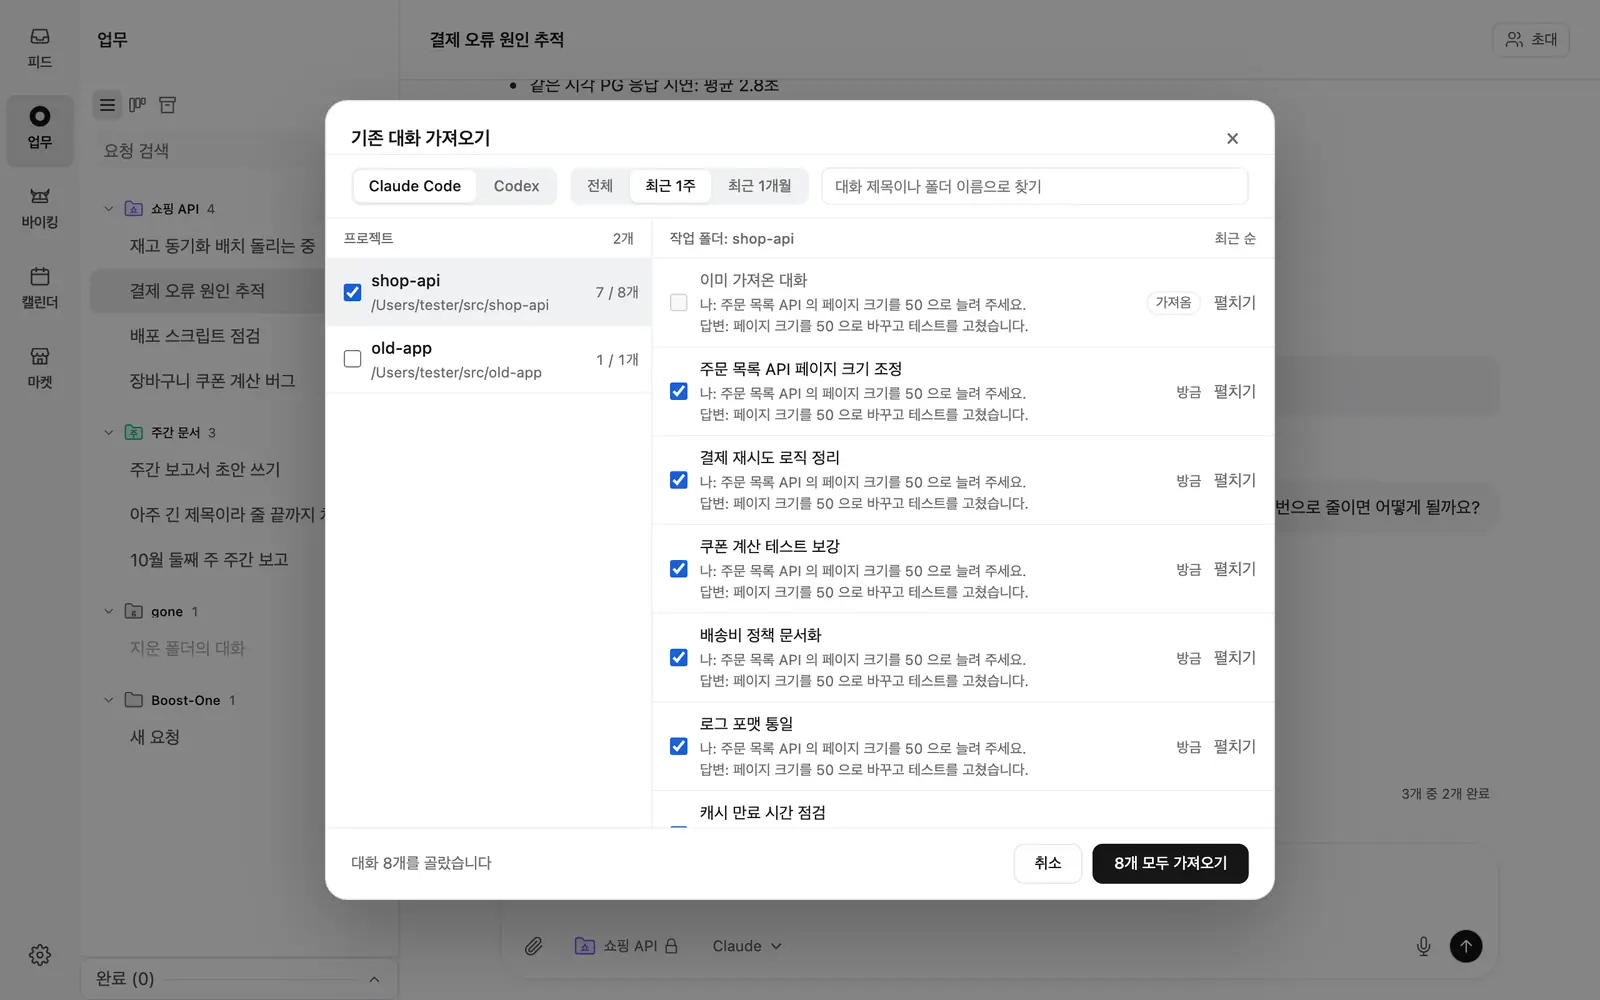 피드
업무
바이킹
캘린더
마켓
업무
요청 검색
쇼핑 API 4
재고 동기화 배치 돌리는 중
결제 오류 원인 추적
배포 스크립트 점검
장바구니 쿠폰 계산 버그
주간 문서 3
주간 보고서 초안 쓰기
아주 긴 제목이라 줄 끝까지
10월 둘째 주 주간 보고
gone 1
지운 폴더의 대화
Boost-One 1
새 요청
완료 (0)
결제 오류 원인 추적
초대
같은 시각 PG 응답 지연: 평균 2.8초
기존 대화 가져오기
Claude Code Codex 전체 최근 1주 최근 1개월 대화 제목이나 폴더 이름으로 찾기
프로젝트 2개
shop-api
/Users/tester/src/shop-api
7 / 8개
old-app
/Users/tester/src/old-app
1 / 1개
작업 폴더: shop-api 최근 순
이미 가져온 대화
나: 주문 목록 API 의 페이지 크기를 50 으로 늘려 주세요.
답변: 페이지 크기를 50 으로 바꾸고 테스트를 고쳤습니다.
가져옴 펼치기
주문 목록 API 페이지 크기 조정
나: 주문 목록 API 의 페이지 크기를 50 으로 늘려 주세요.
답변: 페이지 크기를 50 으로 바꾸고 테스트를 고쳤습니다.
방금 펼치기
결제 재시도 로직 정리
나: 주문 목록 API 의 페이지 크기를 50 으로 늘려 주세요.
답변: 페이지 크기를 50 으로 바꾸고 테스트를 고쳤습니다.
방금 펼치기
쿠폰 계산 테스트 보강
나: 주문 목록 API 의 페이지 크기를 50 으로 늘려 주세요.
답변: 페이지 크기를 50 으로 바꾸고 테스트를 고쳤습니다.
방금 펼치기
배송비 정책 문서화
나: 주문 목록 API 의 페이지 크기를 50 으로 늘려 주세요.
답변: 페이지 크기를 50 으로 바꾸고 테스트를 고쳤습니다.
방금 펼치기
로그 포맷 통일
나: 주문 목록 API 의 페이지 크기를 50 으로 늘려 주세요.
답변: 페이지 크기를 50 으로 바꾸고 테스트를 고쳤습니다.
방금 펼치기
캐시 만료 시간 점검
대화 8개를 골랐습니다
취소
8개 모두 가져오기
번으로 줄이면 어떻게 될까요?
3개 중 2개 완료
쇼핑 API
Claude